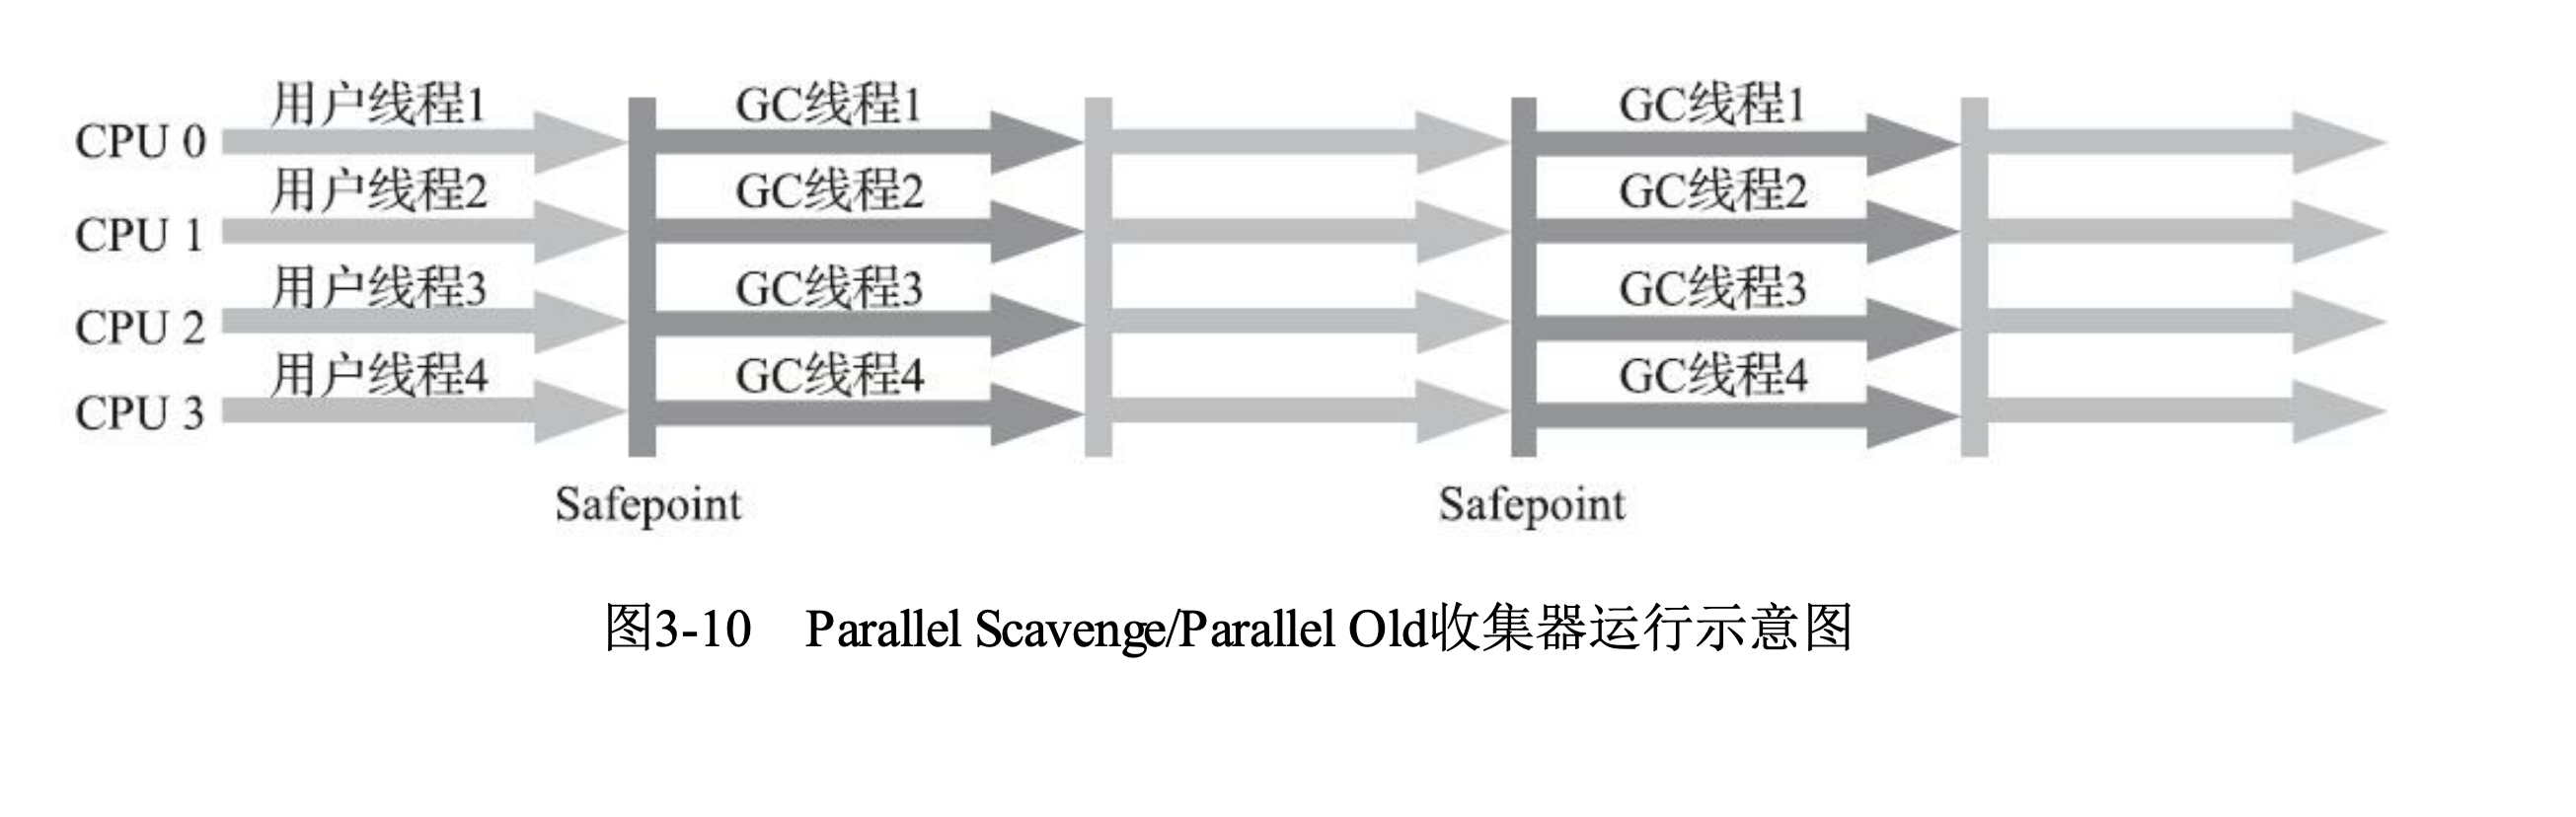 用户线程1 GC线程1 GC线程1
CPU 0
用户线程2 GC线程2 GC线程2
CPU 1
用户线程3 GC线程3 GC线程3
CPU 2
用户线程4 GC线程4 GC线程4
CPU 3
Safepoint Safepoint
图3-10 Parallel Scavenge/Parallel Old收集器运行示意图